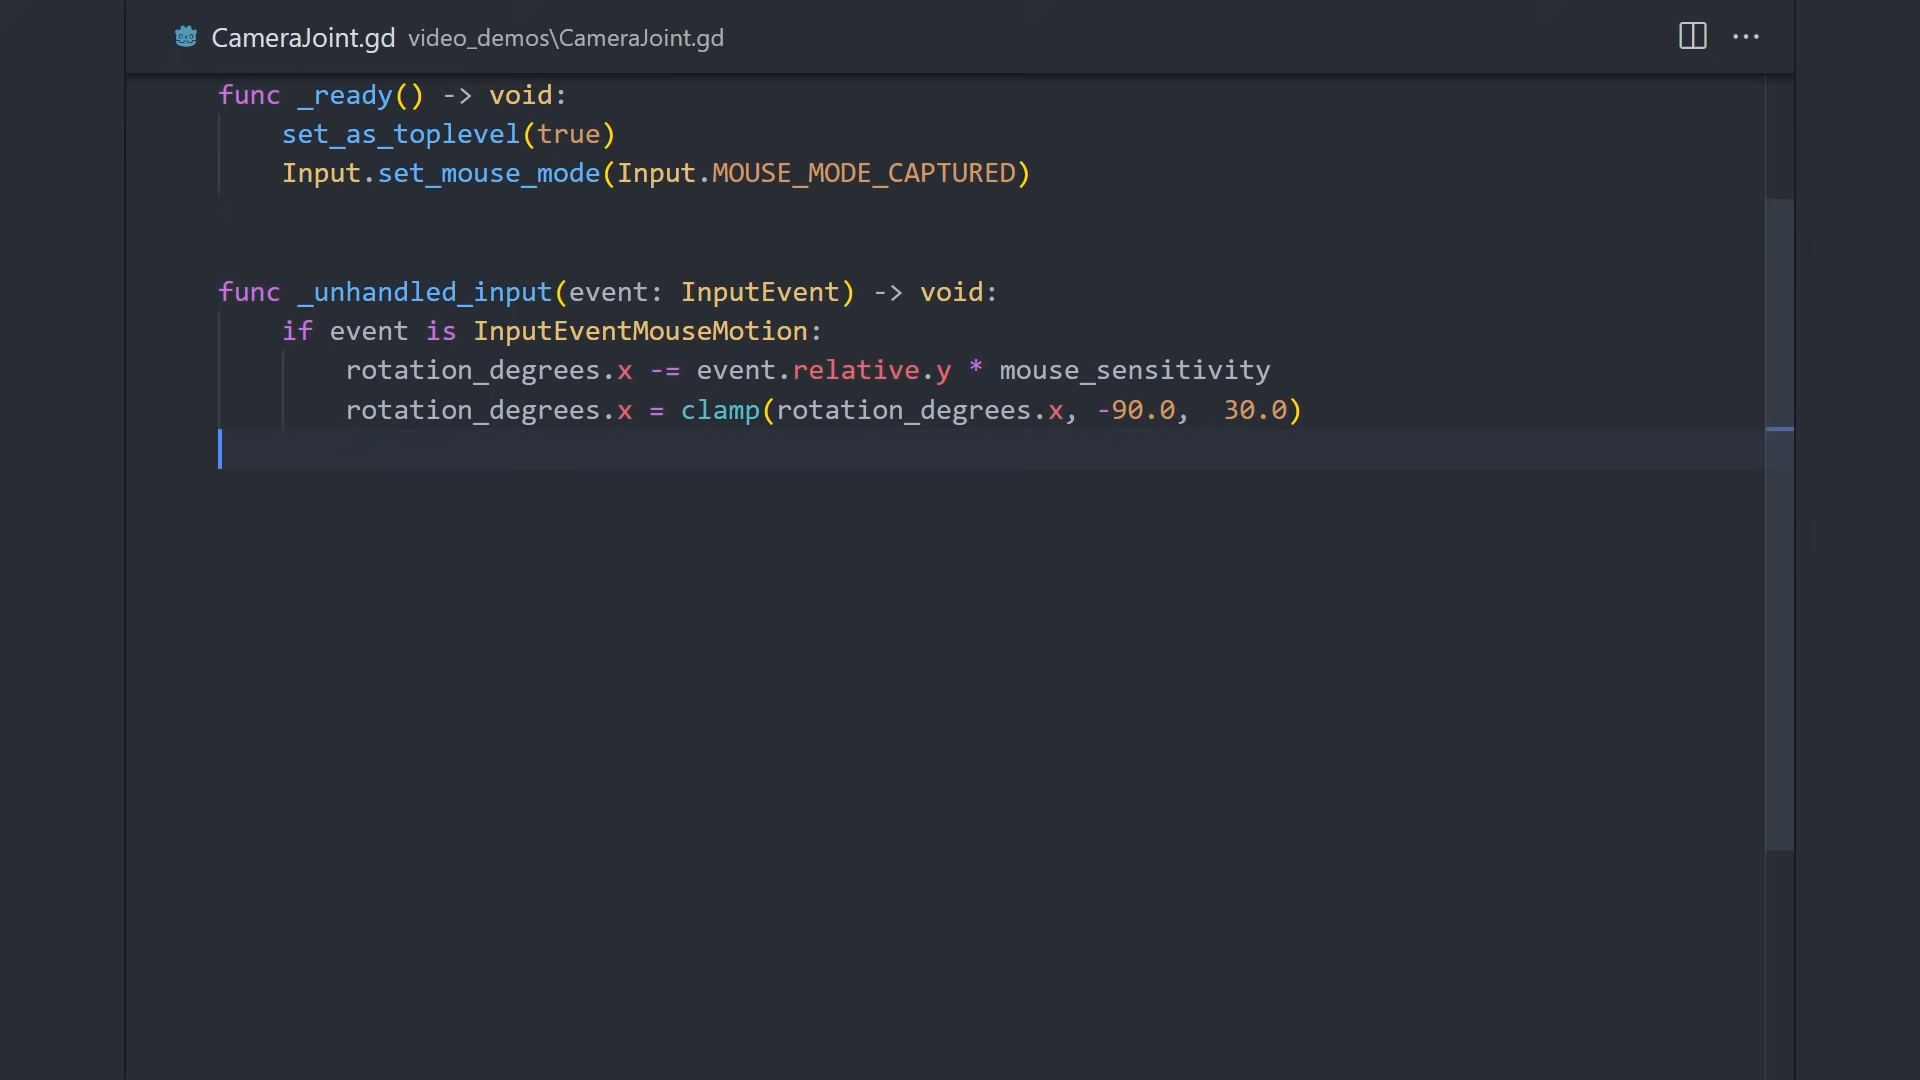 CameraJoint.gd video_demos\CameraJoint.gd
func _ready() -> void:
    set_as_toplevel(true)
    Input.set_mouse_mode(Input.MOUSE_MODE_CAPTURED)
func _unhandled_input(event: InputEvent) -> void:
    if event is InputEventMouseMotion:
        rotation_degrees.x -= event.relative.y * mouse_sensitivity
        rotation_degrees.x = clamp(rotation_degrees.x, -90.0,  30.0)